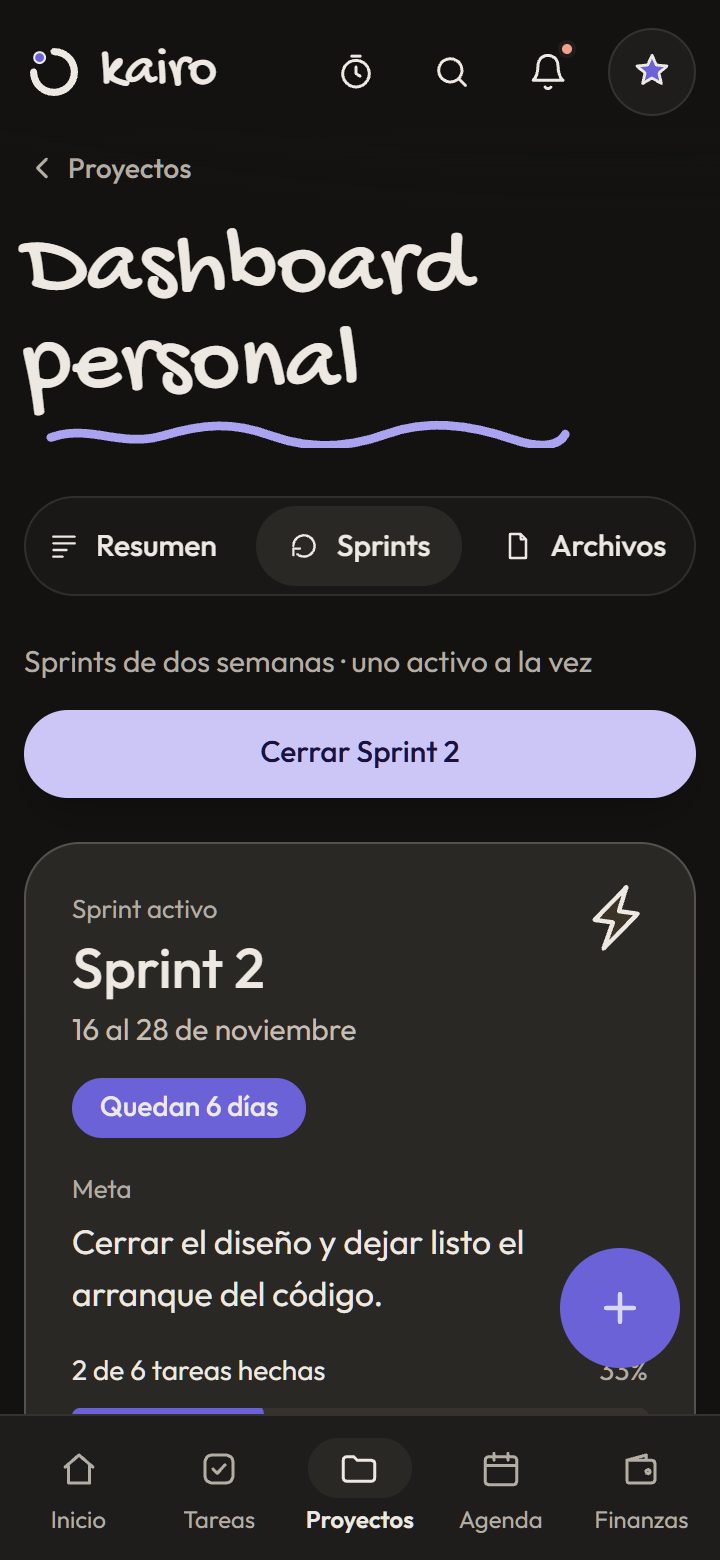 kairo
Proyectos
Dashboard
personal
Resumen
Sprints
Archivos
Sprints de dos semanas · uno activo a la vez
Cerrar Sprint 2
Sprint activo
Sprint 2
16 al 28 de noviembre
Quedan 6 días
Meta
Cerrar el diseño y dejar listo el
arranque del código.
2 de 6 tareas hechas
33%
Inicio
Tareas
Proyectos
Agenda
Finanzas